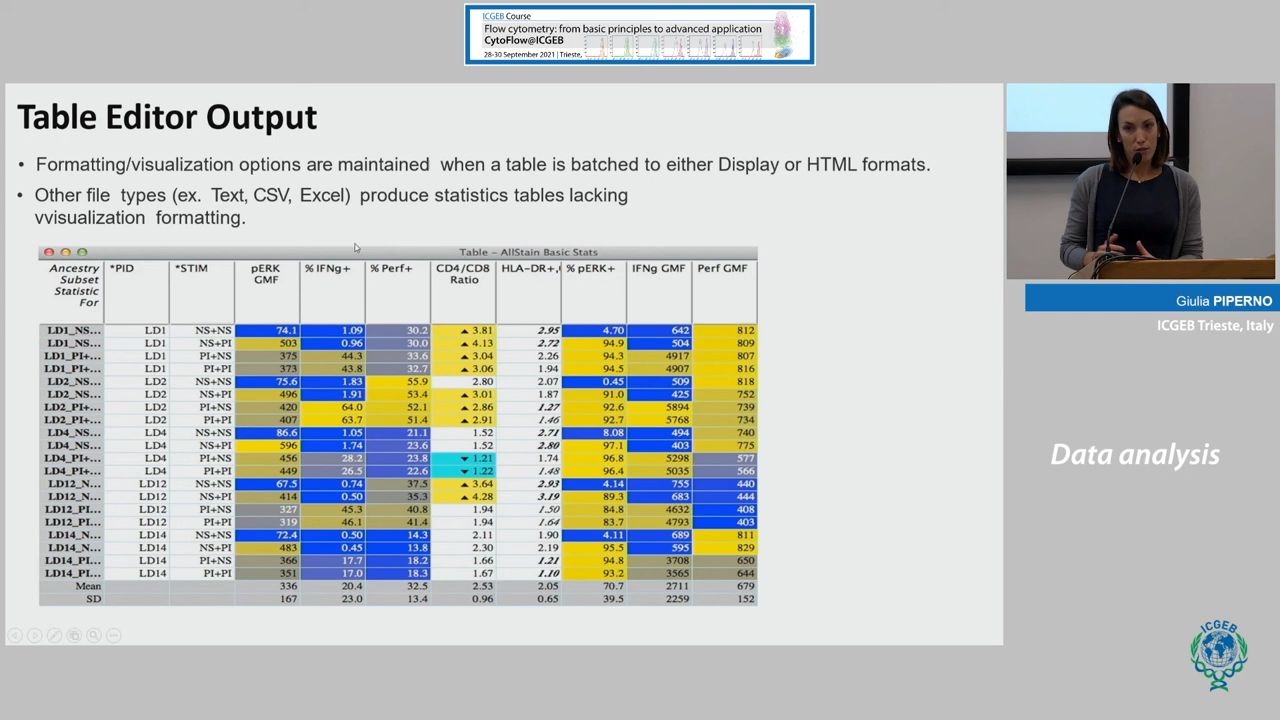 ICGEB Course
Flow cytometry: from basic principles to advanced application
CytoFlow@ICGEB
28-30 September 2021 | Trieste,
Table Editor Output
• Formatting/visualization options are maintained when a table is batched to either Display or HTML formats.
• Other file types (ex. Text, CSV, Excel) produce statistics tables lacking
vvisualization formatting.
Table – AllStain Basic Stats
Ancestry *PID *STIM pERK % IFNg+ % Perf+ CD4/CD8 HLA-DR+, % pERK+ IFNg GMF Perf GMF
Subset GMF Ratio
Statistic
For
LD1_NS... LD1 NS+NS 74.1 1.09 30.2 ▲ 3.81 2.95 4.70 642 812
LD1_NS... LD1 NS+PI 503 0.96 30.0 ▲ 4.13 2.72 94.9 504 809
LD1_PI+... LD1 PI+NS 375 44.3 33.6 ▲ 3.04 2.26 94.3 4917 807
LD1_PI+... LD1 PI+PI 373 43.8 32.7 ▲ 3.06 1.94 94.5 4907 816
LD2_NS... LD2 NS+NS 75.6 1.83 55.9 2.80 2.07 0.45 509 818
LD2_NS... LD2 NS+PI 496 1.91 53.4 ▲ 3.01 1.87 91.0 425 752
LD2_PI+... LD2 PI+NS 420 64.0 52.1 ▲ 2.86 1.27 92.6 5894 739
LD2_PI+... LD2 PI+PI 407 63.7 51.4 ▲ 2.91 1.46 92.7 5768 734
LD4_NS... LD4 NS+NS 86.6 1.05 21.1 1.52 2.71 8.08 494 740
LD4_NS... LD4 NS+PI 596 1.74 23.6 1.52 2.80 97.1 403 775
LD4_PI+... LD4 PI+NS 456 28.2 23.8 ▼ 1.21 1.74 96.8 5298 577
LD4_PI+... LD4 PI+PI 449 26.5 22.6 ▼ 1.22 1.48 96.4 5035 566
LD12_N... LD12 NS+NS 67.5 0.74 37.5 ▲ 3.64 2.93 4.14 755 440
LD12_N... LD12 NS+PI 414 0.50 35.3 ▲ 4.28 3.19 89.3 683 444
LD12_PI... LD12 PI+NS 327 45.3 40.8 1.94 1.50 84.8 4632 408
LD12_PI... LD12 PI+PI 319 46.1 41.4 1.94 1.64 83.7 4793 403
LD14_N... LD14 NS+NS 72.4 0.50 14.3 2.11 1.90 4.11 689 811
LD14_N... LD14 NS+PI 483 0.45 13.8 2.30 2.19 95.5 595 829
LD14_PI... LD14 PI+NS 366 17.7 18.2 1.66 1.21 94.8 3708 650
LD14_PI... LD14 PI+PI 351 17.0 18.3 1.67 1.10 93.2 3565 644
Mean 336 20.4 32.5 2.53 2.05 70.7 2711 679
SD 167 23.0 13.4 0.96 0.65 39.5 2259 152
Giulia PIPERNO
ICGEB Trieste, Italy
Data analysis
ICGEB